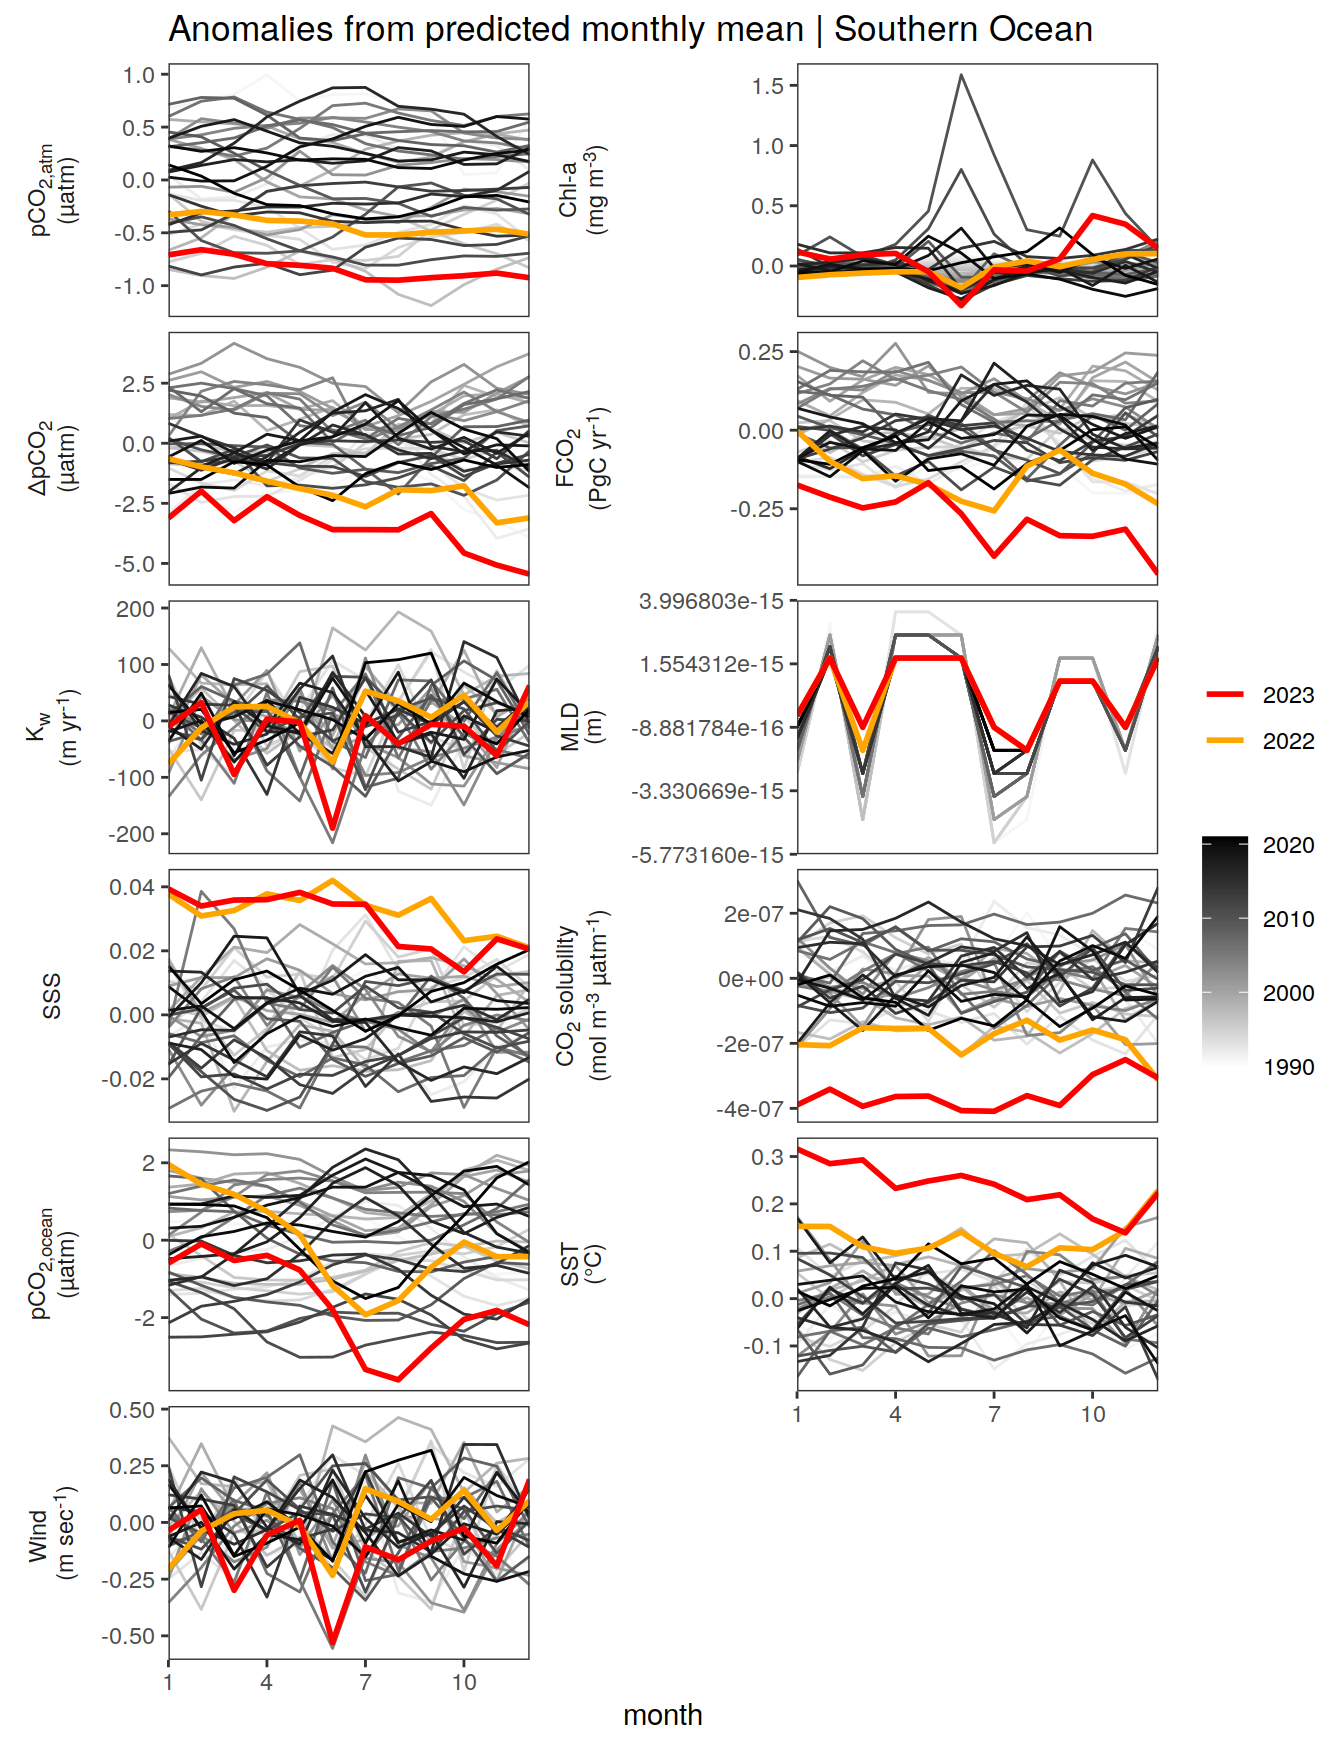 Anomalies from predicted monthly mean | Southern Ocean
pCO2,atm
(µatm)
1.0
0.5
0.0
-0.5
-1.0
Chl-a
(mg m-3)
1.5
1.0
0.5
0.0
ΔpCO2
(µatm)
2.5
0.0
-2.5
-5.0
FCO2
(PgC yr-1)
0.25
0.00
-0.25
Kw
(m yr-1)
200
100
0
-100
-200
MLD
(m)
3.996803e-15
1.554312e-15
-8.881784e-16
-3.330669e-15
-5.773160e-15
SSS
0.04
0.02
0.00
-0.02
CO2 solubility
(mol m-3 µatm-1)
2e-07
0e+00
-2e-07
-4e-07
pCO2,ocean
(µatm)
2
0
-2
SST
(°C)
0.3
0.2
0.1
0.0
-0.1
1 4 7 10
Wind
(m sec-1)
0.50
0.25
0.00
-0.25
-0.50
1 4 7 10
month
2023
2022
2020
2010
2000
1990